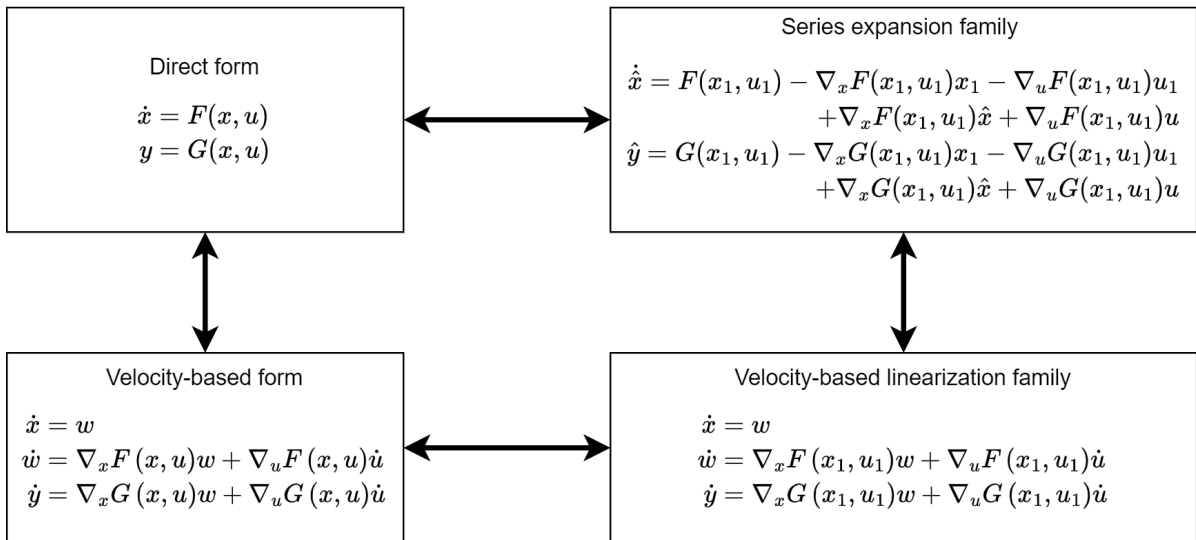 Direct form
ẋ = F(x, u)
y = G(x, u)
Series expansion family
x̂̇ = F(x₁, u₁) − ∇ₓF(x₁, u₁)x₁ − ∇ᵤF(x₁, u₁)u₁
+∇ₓF(x₁, u₁)x̂ + ∇ᵤF(x₁, u₁)u
ŷ = G(x₁, u₁) − ∇ₓG(x₁, u₁)x₁ − ∇ᵤG(x₁, u₁)u₁
+∇ₓG(x₁, u₁)x̂ + ∇ᵤG(x₁, u₁)u
Velocity-based form
ẋ = w
ẇ = ∇ₓF (x, u)w + ∇ᵤF (x, u)u̇
ẏ = ∇ₓG (x, u)w + ∇ᵤG (x, u)u̇
Velocity-based linearization family
ẋ = w
ẇ = ∇ₓF (x₁, u₁)w + ∇ᵤF (x₁, u₁)u̇
ẏ = ∇ₓG (x₁, u₁)w + ∇ᵤG (x₁, u₁)u̇